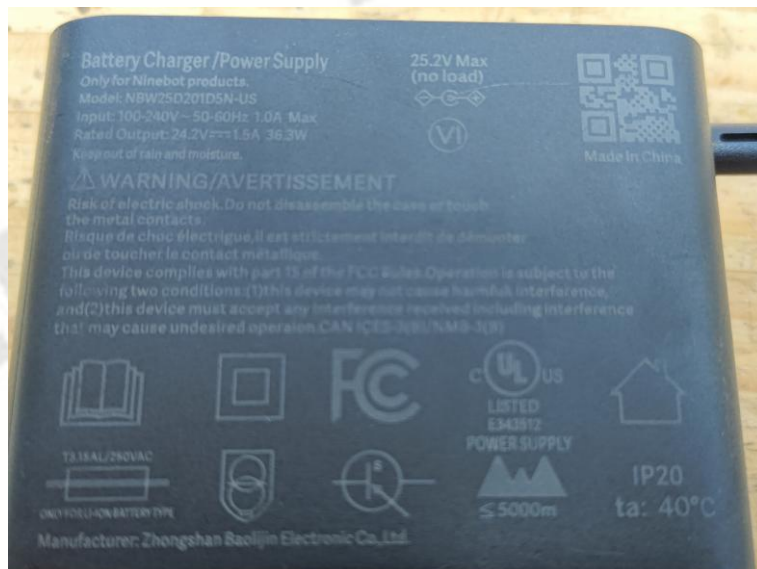 Battery Charger/Power Supply
Only for Ninebot products.
Model: NBW25D201D5N-US
Input: 100-240V~50-60Hz 1.0A Max
Rated Output: 24.2V⎓1.5A 36.3W
Keep out of rain and moisture.
25.2V Max
(no load)
VI
Made in China
WARNING/AVERTISSEMENT
Risk of electric shock.Do not disassemble the case or touch
the metal contacts.
Risque de choc électrique,il est strictement interdit de démonter
ou de toucher le contact métallique.
This device complies with part 15 of the FCC Rules.Operation is subject to the
following two conditions:(1)this device may not cause harmful interference,
and(2)this device must accept any interference received including interference
that may cause undesired operaion.CAN ICES-3(B)/NMB-3(B)
FC
C UL US
LISTED
E343512
POWER SUPPLY
T3.15AL/250VAC
ONLY FOR LI-ION BATTERY TYPE
S
≤5000m
IP20
ta: 40°C
Manufacturer: Zhongshan Baolijin Electronic Co.,Ltd.